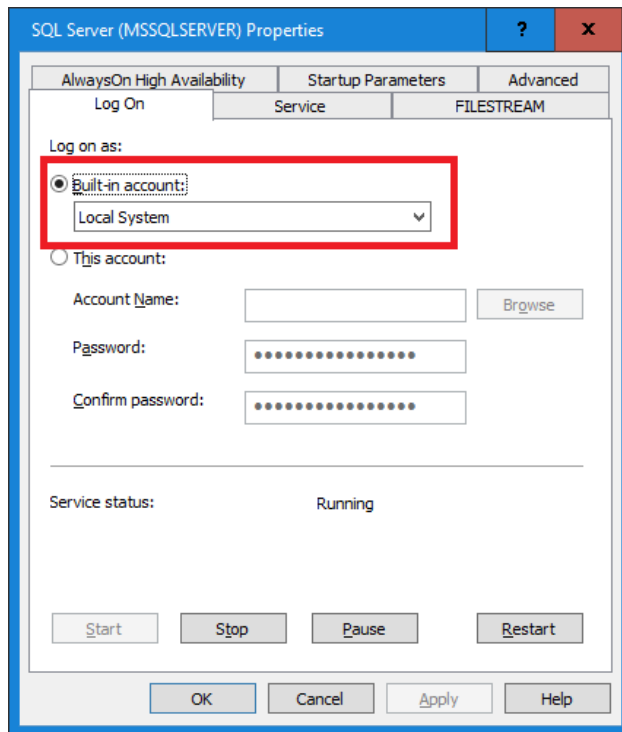 SQL Server (MSSQLSERVER) Properties ? x
AlwaysOn High Availability Startup Parameters Advanced
Log On Service FILESTREAM
Log on as:
Built-in account:
Local System
This account:
Account Name: Browse
Password: ●●●●●●●●●●●●●●●●
Confirm password: ●●●●●●●●●●●●●●●●
Service status: Running
Start Stop Pause Restart
OK Cancel Apply Help